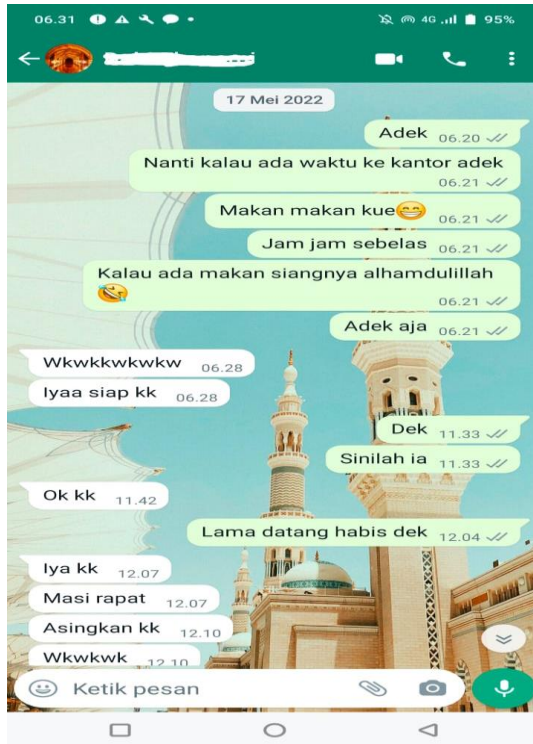 06.31 4G 95%
17 Mei 2022
Adek 06.20
Nanti kalau ada waktu ke kantor adek
06.21
Makan makan kue😁 06.21
Jam jam sebelas 06.21
Kalau ada makan siangnya alhamdulillah
🤣 06.21
Adek aja 06.21
Wkwkkwkwkw 06.28
Iyaa siap kk 06.28
Dek 11.33
Sinilah ia 11.33
Ok kk 11.42
Lama datang habis dek 12.04
Iya kk 12.07
Masi rapat 12.07
Asingkan kk 12.10
Wkwkwk 12.10
Ketik pesan